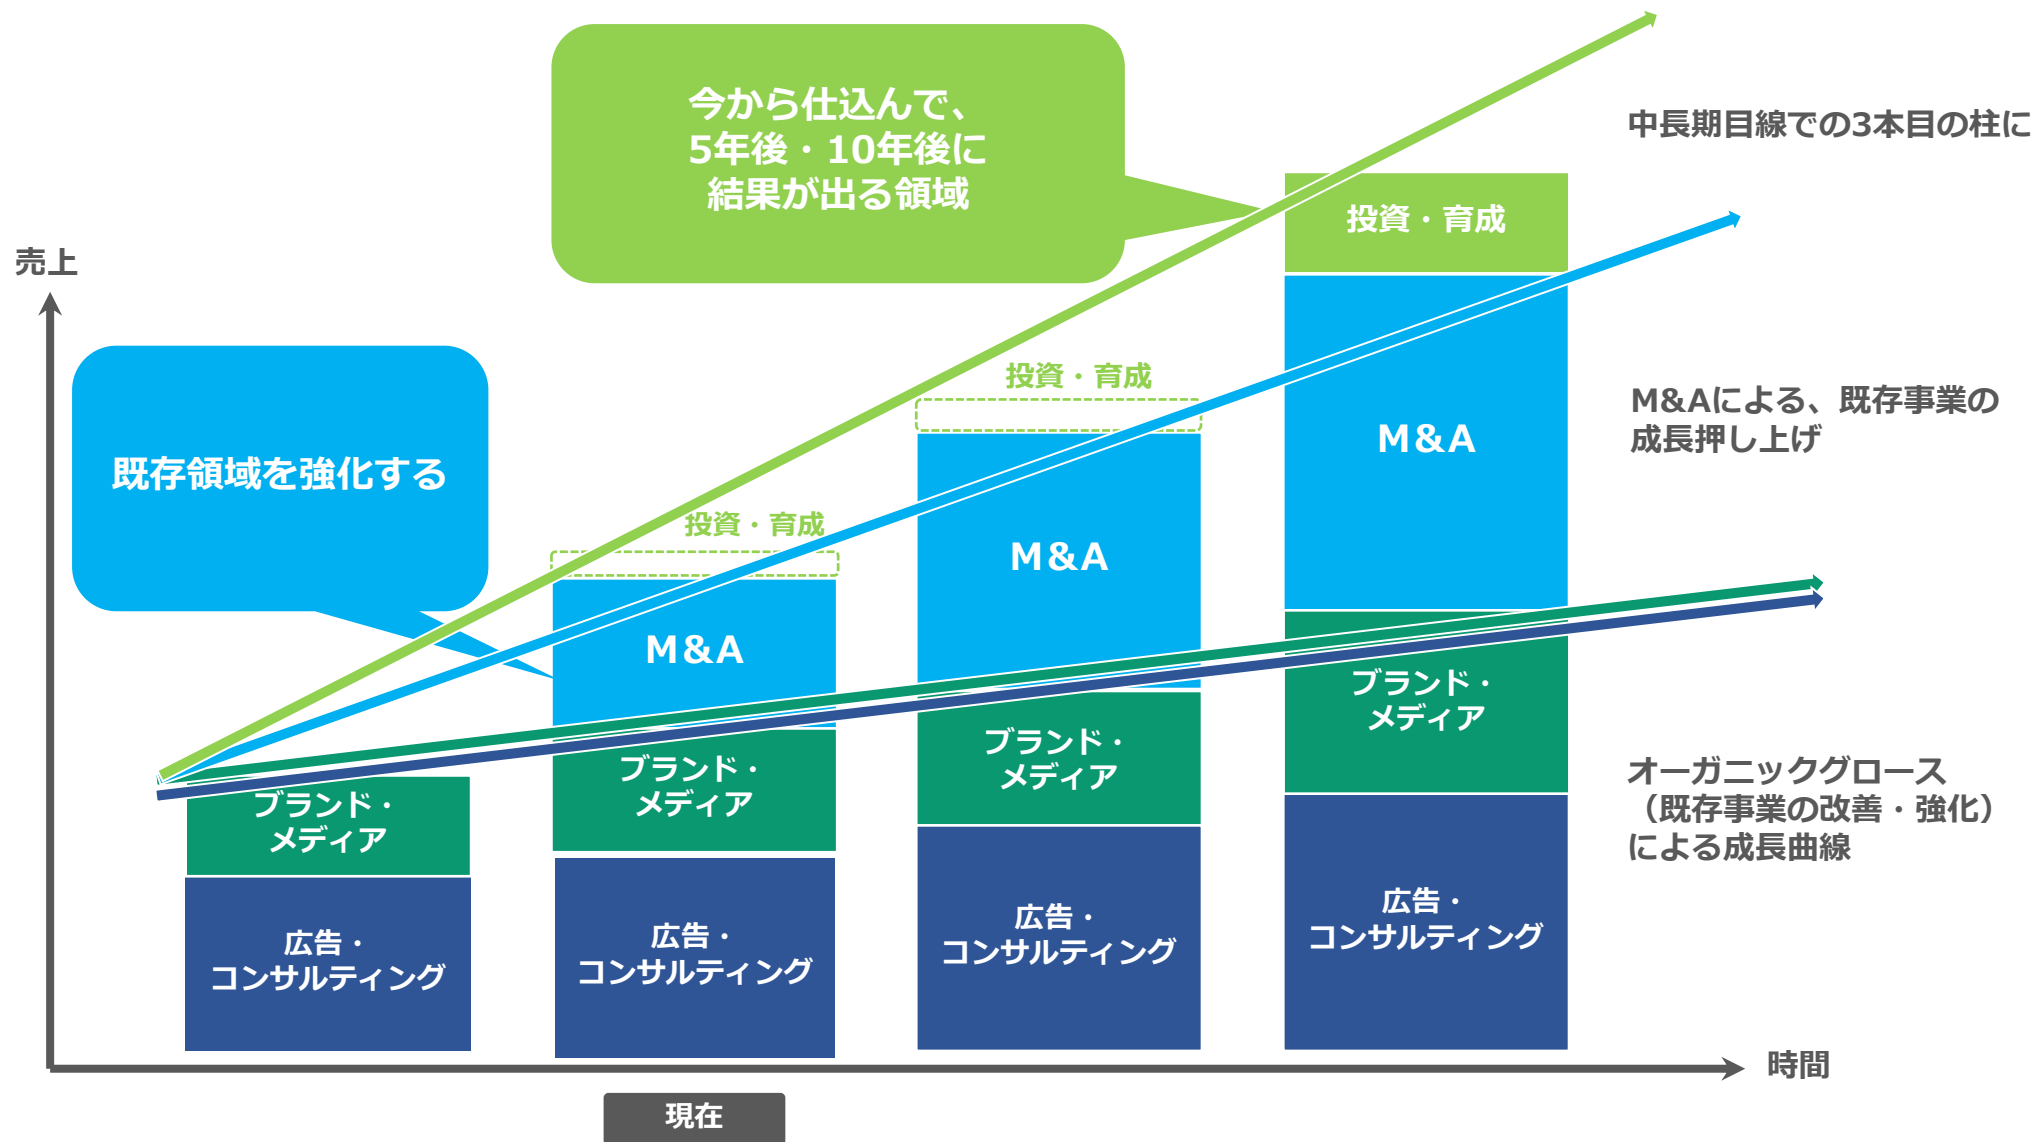 今から仕込んで、
5年後・10年後に
結果が出る領域
中長期目線での3本目の柱に
投資・育成
売上
投資・育成
M&Aによる、既存事業の
成長押し上げ
M&A
既存領域を強化する
投資・育成
M&A
M&A
ブランド・
メディア
ブランド・
メディア
ブランド・
メディア
ブランド・
メディア
オーガニックグロース
（既存事業の改善・強化）
による成長曲線
広告・
コンサルティング
広告・
コンサルティング
広告・
コンサルティング
広告・
コンサルティング
時間
現在